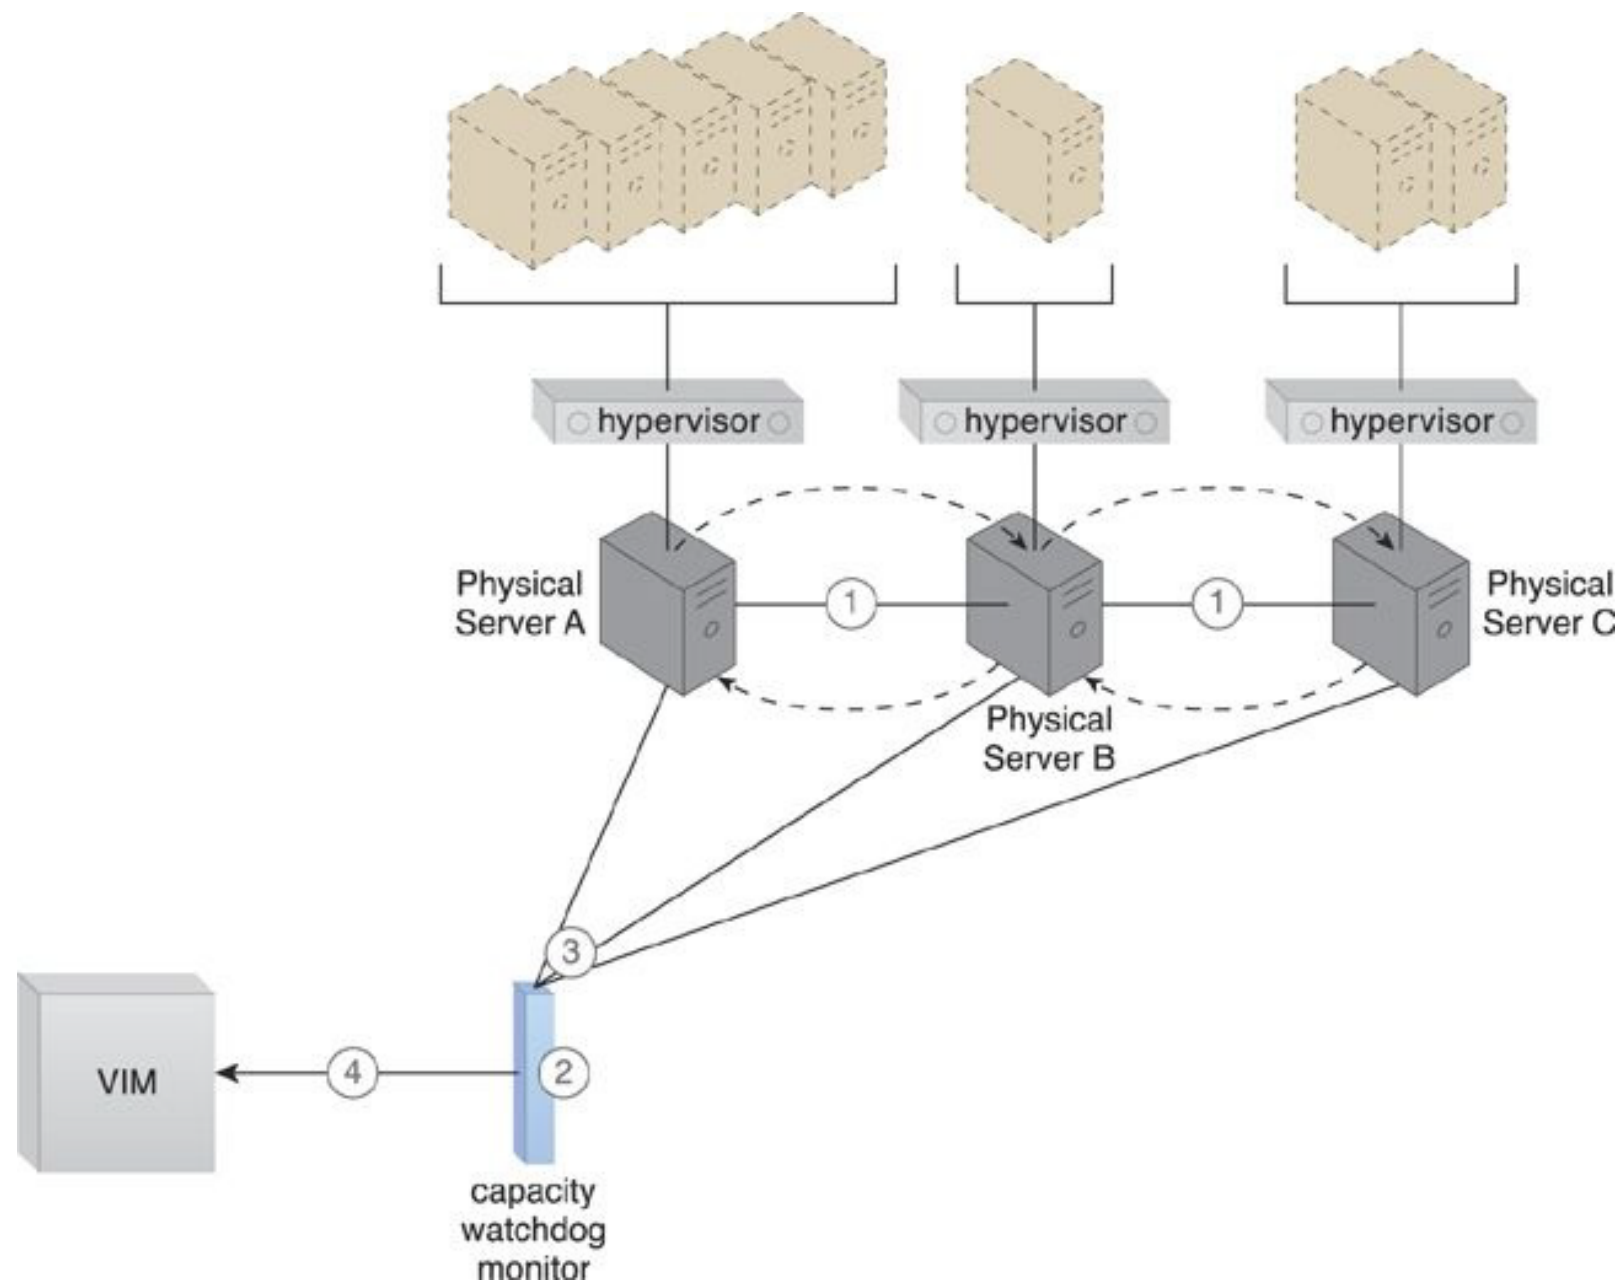 hypervisor
hypervisor
hypervisor
Physical
Server A
1
1
Physical
Server C
Physical
Server B
3
VIM
4
2
capacity
watchdog
monitor